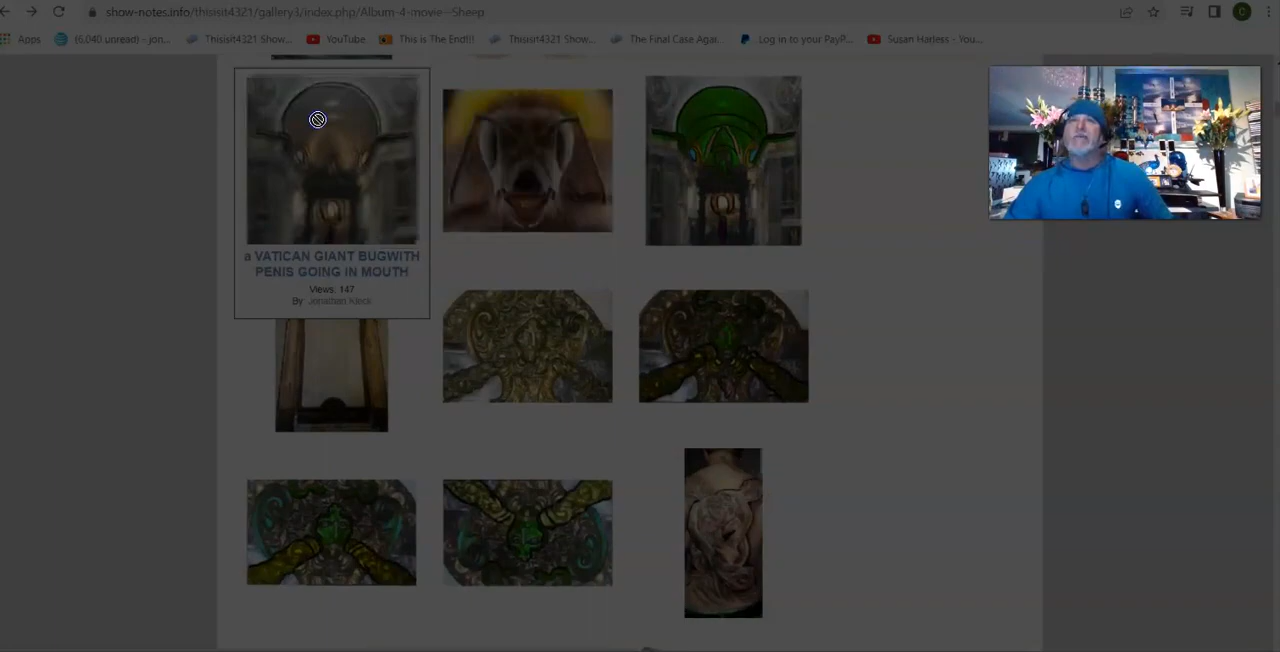 show-notes.info/thisisit4321/gallery3/index.php/Album-4-movie--Sheep
C
Apps (6,040 unread) - jon... Thisisit4321 Show... YouTube This is The End!!! Thisisit4321 Show... The Final Case Agai... Log in to your PayP... Susan Harless - You...
a VATICAN GIANT BUGWITH
PENIS GOING IN MOUTH
Views: 147
By: Jonathan Kleck